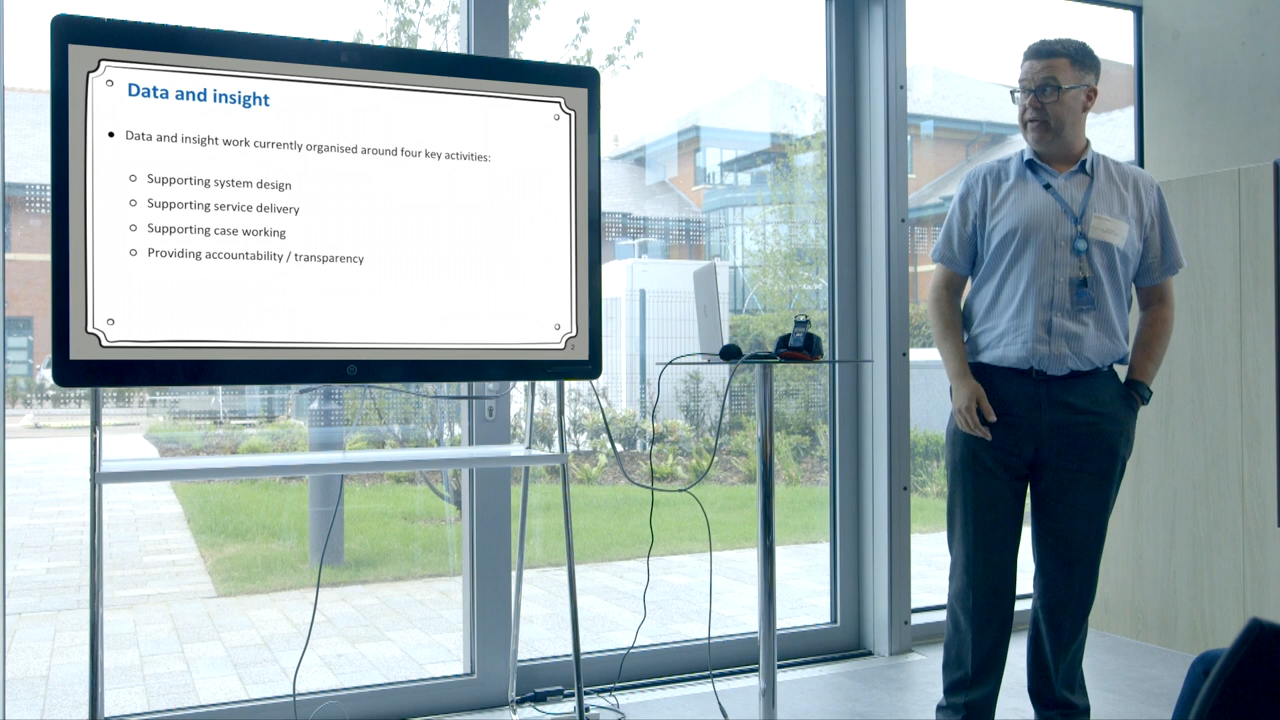 Data and insight
Data and insight work currently organised around four key activities:
Supporting system design
Supporting service delivery
Supporting case working
Providing accountability / transparency
2